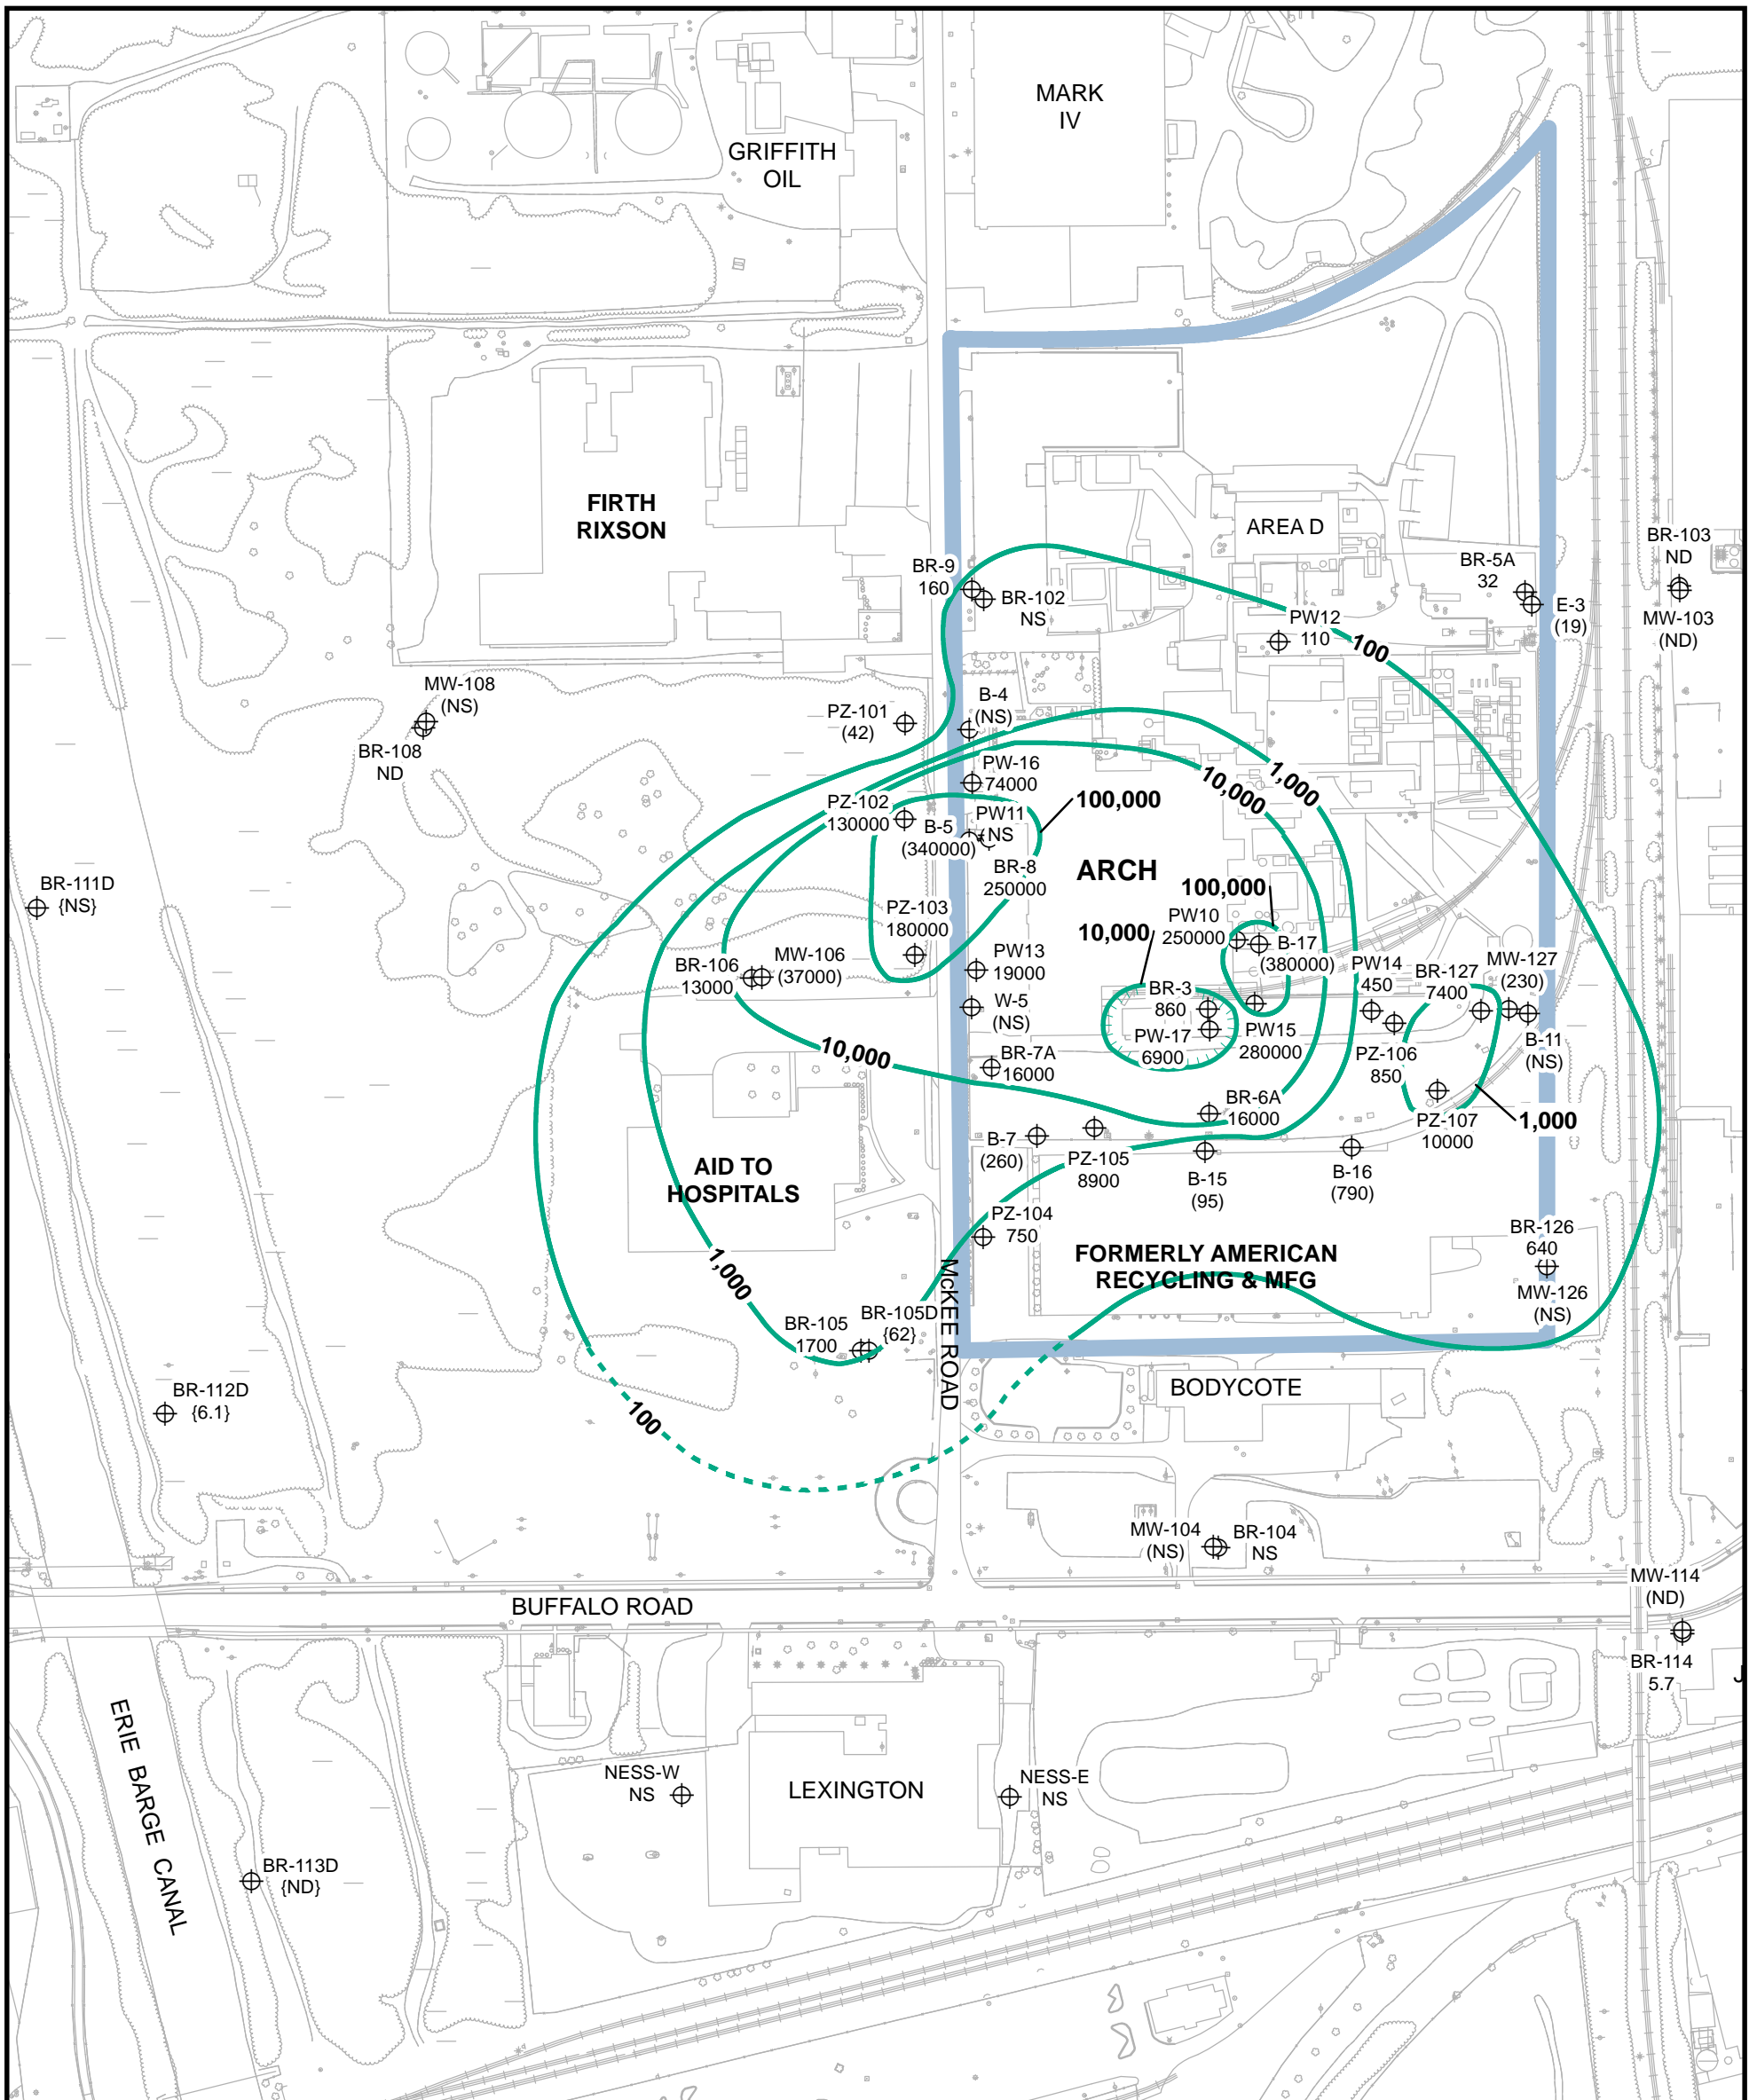 MARK
IV
GRIFFITH
OIL
FIRTH
RIXSON
AREA D
BR-103
ND
MW-103
(ND)
BR-5A
32
E-3
(19)
BR-9
160
BR-102
NS
PW12
110
100
MW-108
(NS)
BR-108
ND
PZ-101
(42)
B-4
(NS)
PW-16
74000
10,000
1,000
100,000
PZ-102
130000
B-5
(340000)
PW11
(NS
BR-8
250000
ARCH
100,000
BR-111D
{NS}
PZ-103
180000
PW10
250000
10,000
B-17
(380000)
PW14
450
BR-127
7400
MW-127
(230)
BR-106
13000
MW-106
(37000)
PW13
19000
BR-3
860
W-5
(NS)
PW-17
6900
PW15
280000
B-11
(NS)
PZ-106
850
10,000
BR-7A
16000
BR-6A
16000
PZ-107
10000
1,000
B-7
(260)
PZ-105
8900
B-15
(95)
B-16
(790)
AID TO
HOSPITALS
PZ-104
750
BR-126
640
MW-126
(NS)
FORMERLY AMERICAN
RECYCLING & MFG
1,000
McKEE ROAD
BR-105
1700
BR-105D
{62}
BR-112D
{6.1}
100
BODYCOTE
MW-104
(NS)
BR-104
NS
MW-114
(ND)
BUFFALO ROAD
BR-114
5.7
J
ERIE BARGE CANAL
NESS-W
NS
LEXINGTON
NESS-E
NS
BR-113D
{ND}